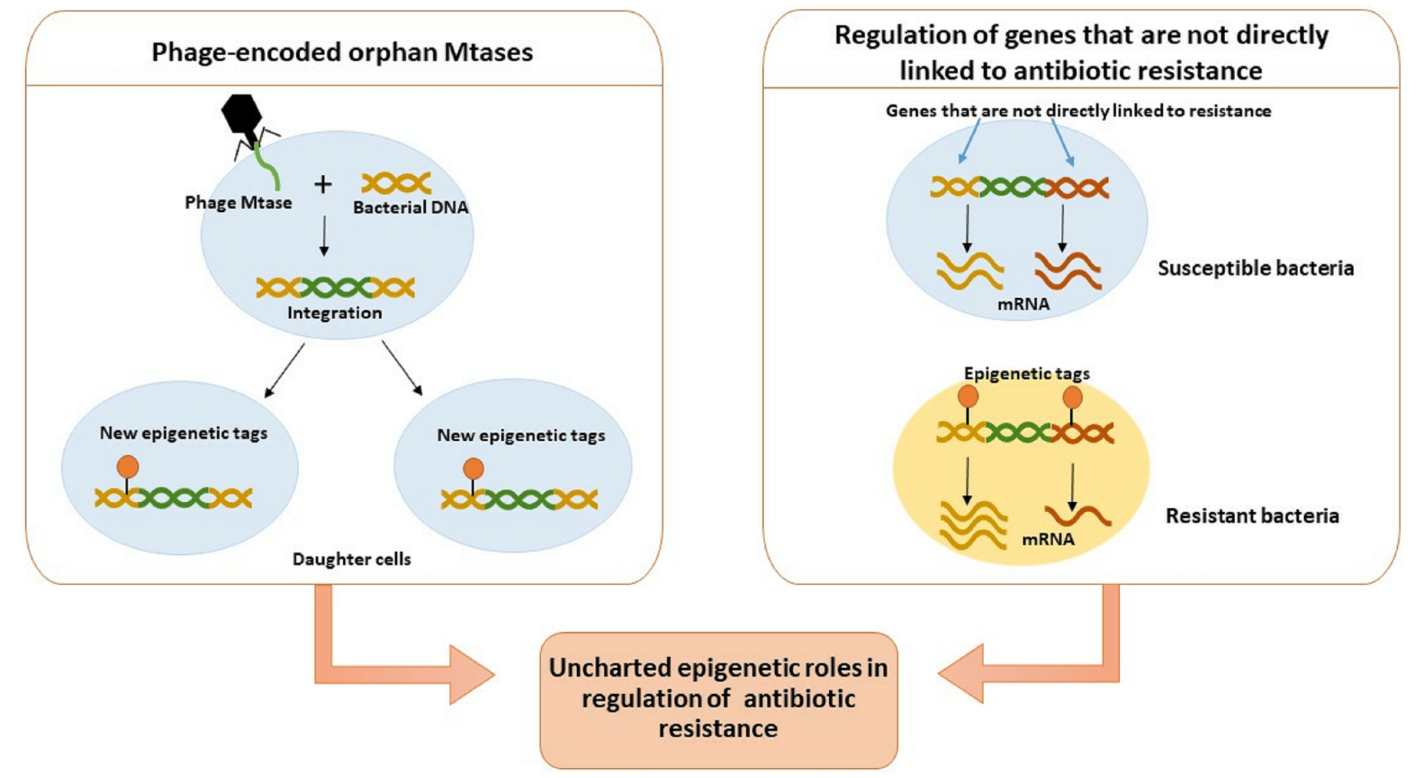 Phage-encoded orphan Mtases
Phage Mtase
+
Bacterial DNA
Integration
New epigenetic tags
New epigenetic tags
Daughter cells
Regulation of genes that are not directly
linked to antibiotic resistance
Genes that are not directly linked to resistance
mRNA
Susceptible bacteria
Epigenetic tags
mRNA
Resistant bacteria
Uncharted epigenetic roles in
regulation of antibiotic
resistance